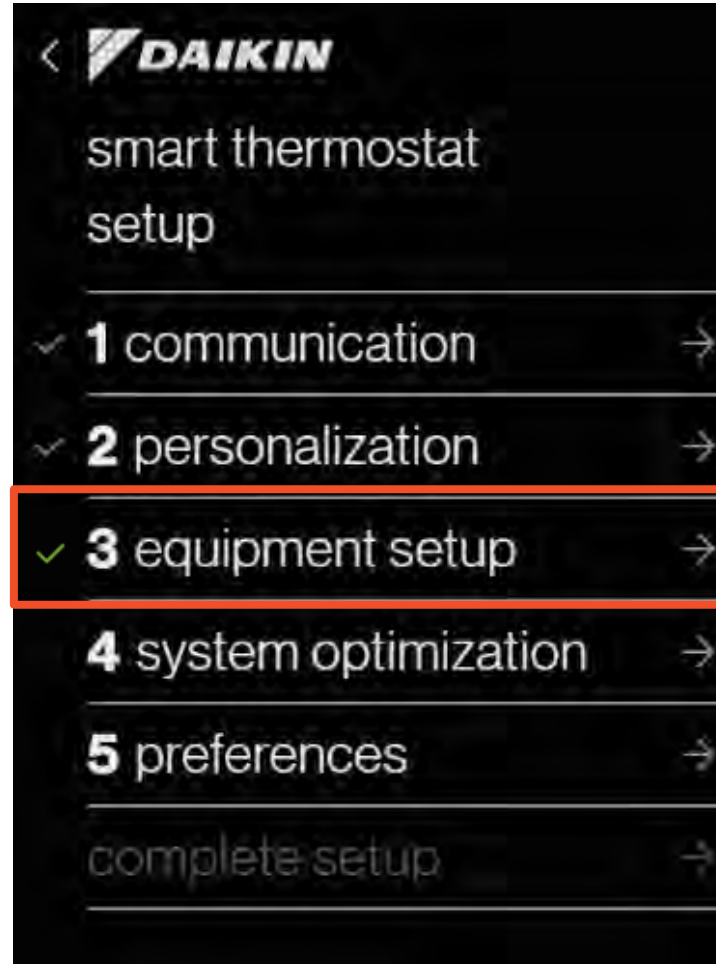 DAIKIN
smart thermostat
setup
1 communication
2 personalization
3 equipment setup
4 system optimization
5 preferences
complete setup